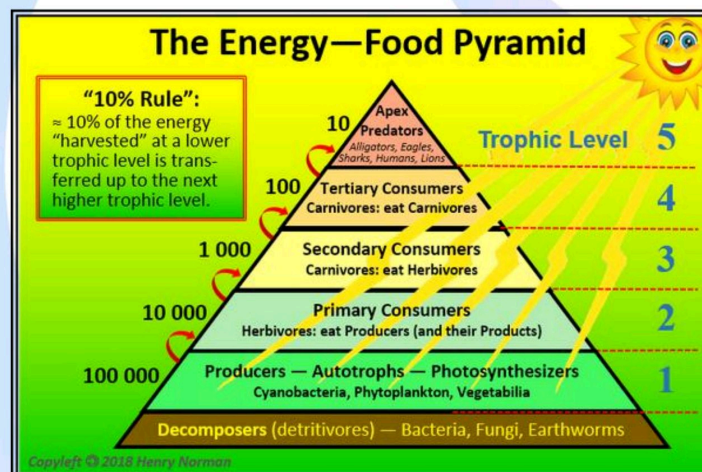 The Energy—Food Pyramid
“10% Rule”:
≈ 10% of the energy
“harvested” at a lower
trophic level is trans-
ferred up to the next
higher trophic level.
Trophic Level
10
Apex
Predators
Alligators, Eagles,
Sharks, Humans, Lions
5
100
Tertiary Consumers
Carnivores: eat Carnivores
4
1 000
Secondary Consumers
Carnivores: eat Herbivores
3
10 000
Primary Consumers
Herbivores: eat Producers (and their Products)
2
100 000
Producers — Autotrophs — Photosynthesizers
Cyanobacteria, Phytoplankton, Vegetabilia
1
Decomposers (detritivores) — Bacteria, Fungi, Earthworms
Copyleft 🄯 2018 Henry Norman